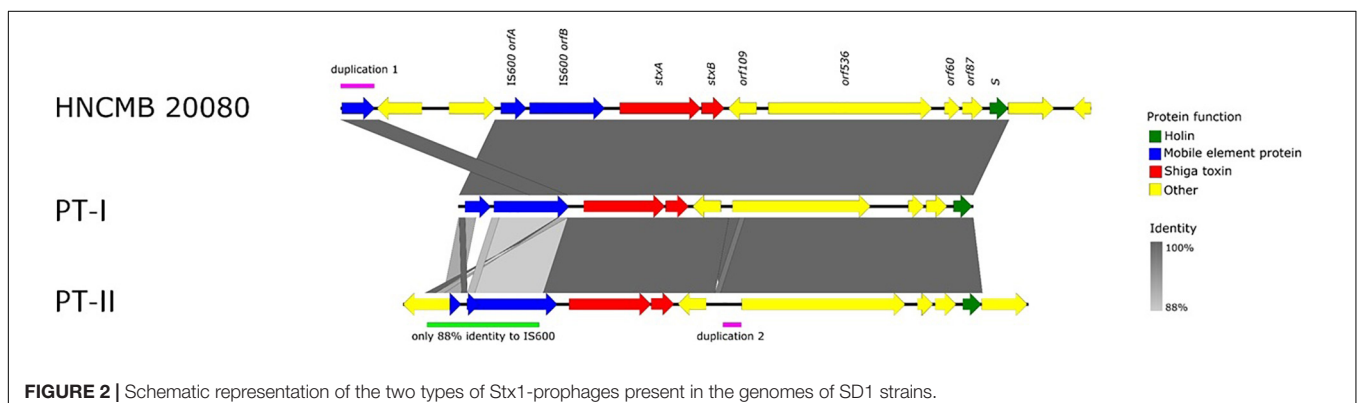 IS600 orfA
IS600 orfB
stxA
stxB
orf109
orf536
orf60
orf87
S
duplication 1
HNCMB 20080
PT-I
PT-II
only 88% identity to IS600
duplication 2
Protein function
Holin
Mobile element protein
Shiga toxin
Other
Identity
100%
88%
FIGURE 2 | Schematic representation of the two types of Stx1-prophages present in the genomes of SD1 strains.